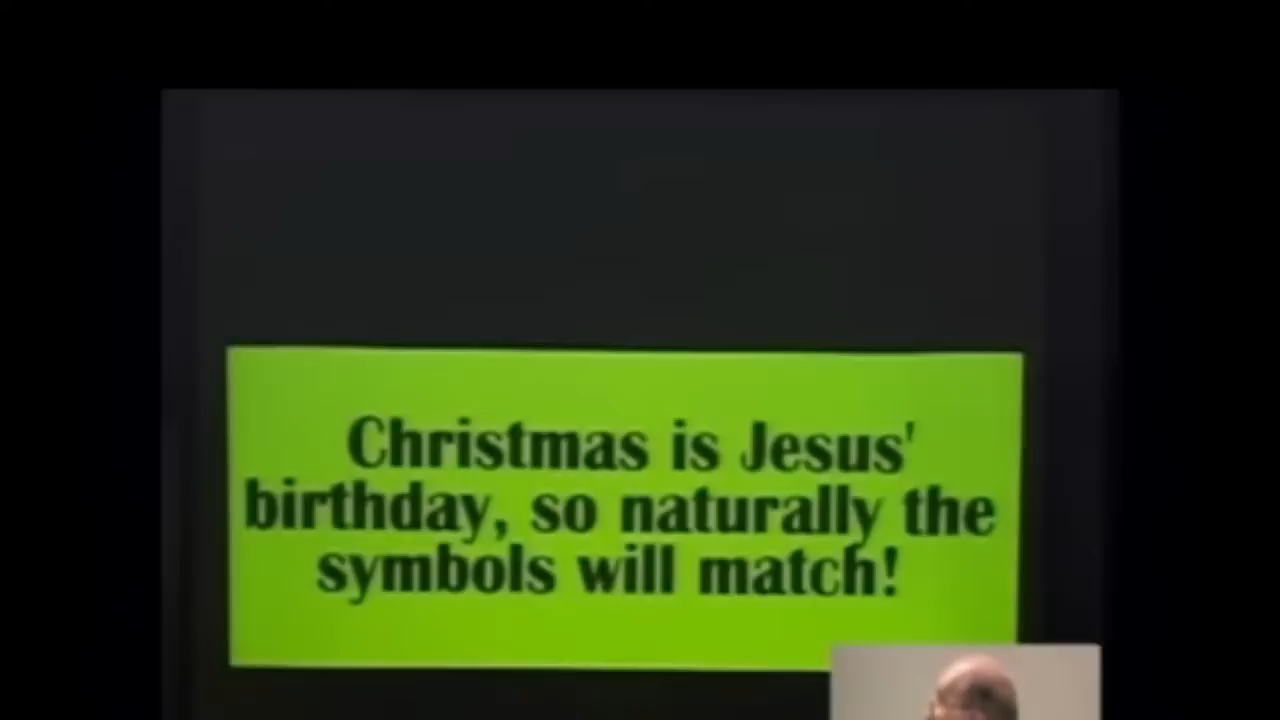 Christmas is Jesus'
birthday, so naturally the
symbols will match!